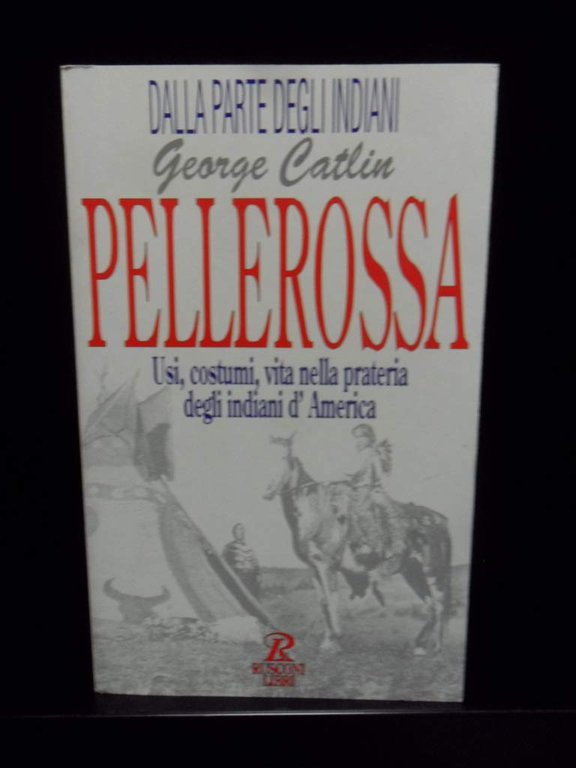 DALLA PARTE DEGLI INDIANI
George Catlin
PELLEROSSA
Usi, costumi, vita nella prateria
degli indiani d'America
RUSCONI
LIBRI